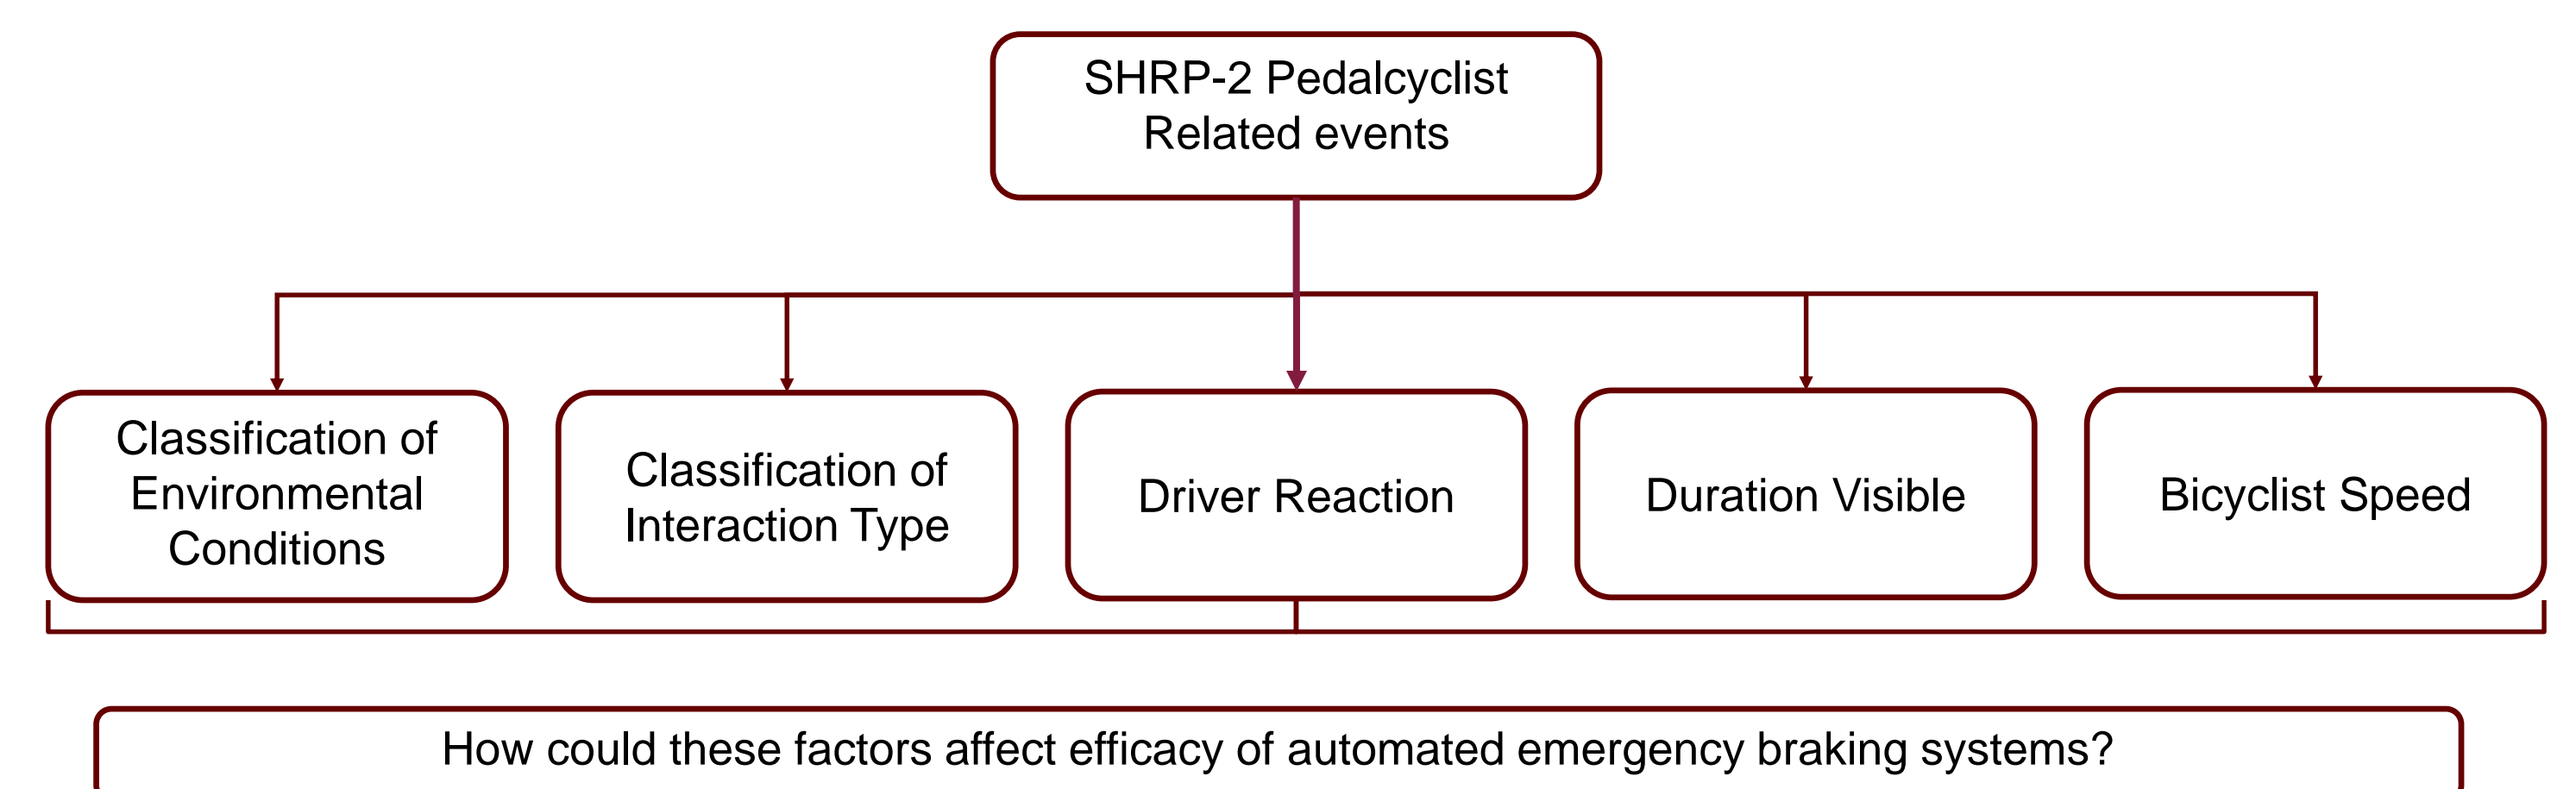 SHRP-2 Pedalcyclist
Related events
Classification of
Environmental
Conditions
Classification of
Interaction Type
Driver Reaction
Duration Visible
Bicyclist Speed
How could these factors affect efficacy of automated emergency braking systems?